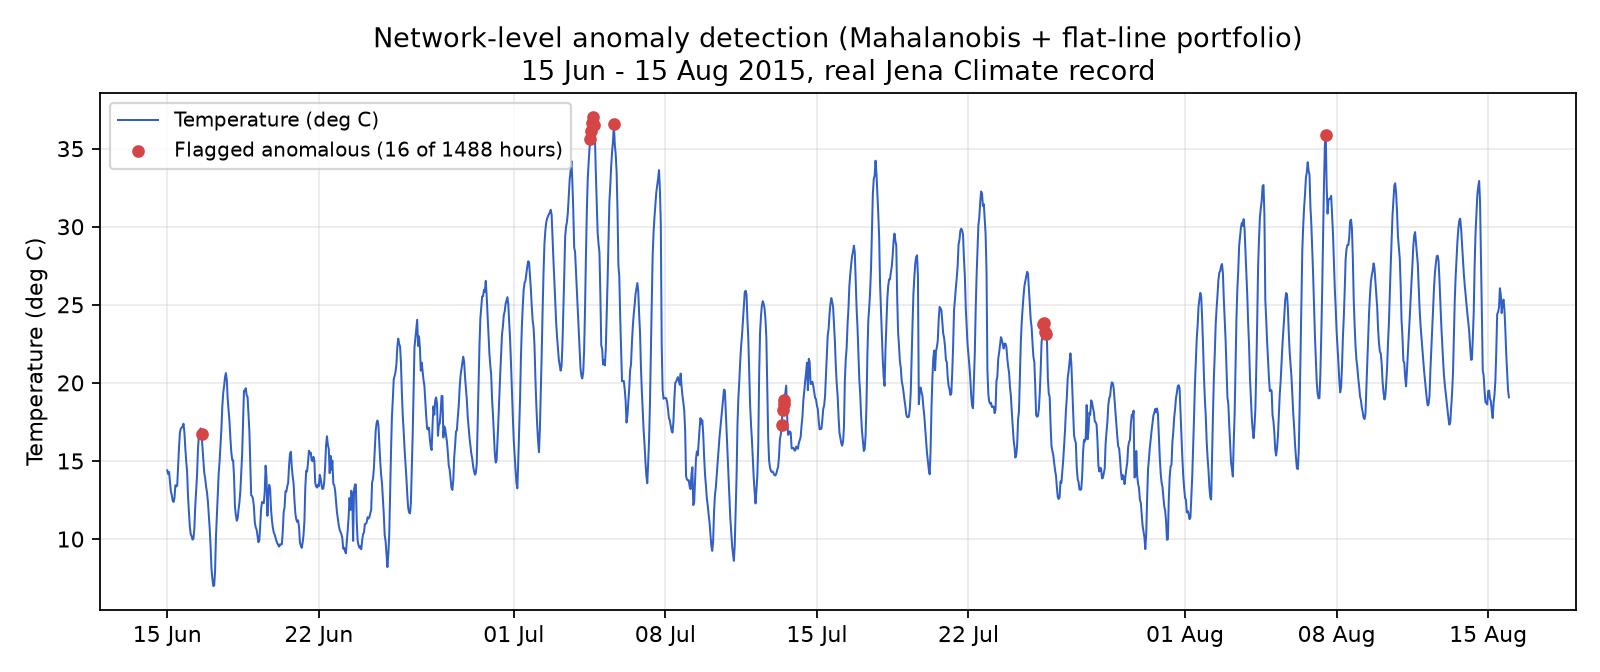 Network-level anomaly detection (Mahalanobis + flat-line portfolio)
15 Jun - 15 Aug 2015, real Jena Climate record
Temperature (deg C)
Flagged anomalous (16 of 1488 hours)
Temperature (deg C)
35
30
25
20
15
10
15 Jun
22 Jun
01 Jul
08 Jul
15 Jul
22 Jul
01 Aug
08 Aug
15 Aug